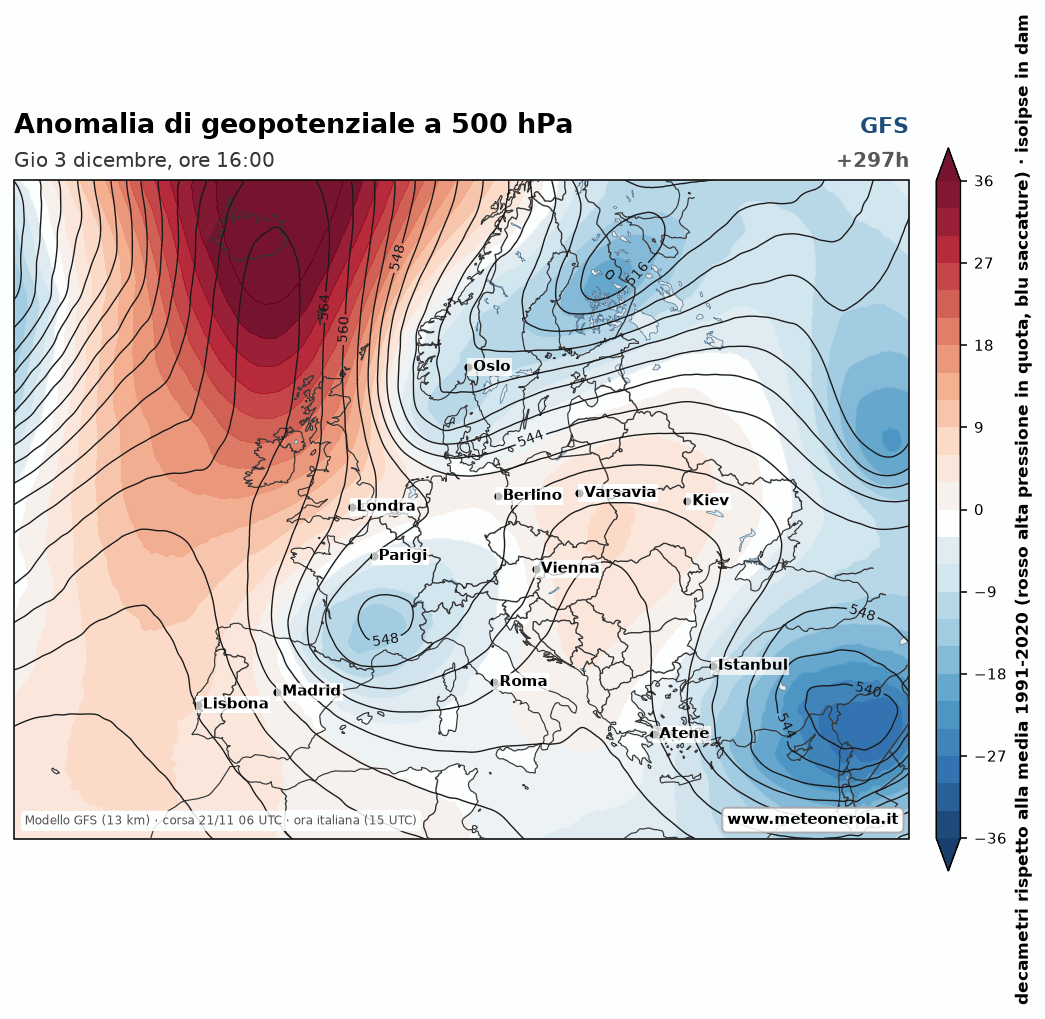 Anomalia di geopotenziale a 500 hPa
GFS
Gio 3 dicembre, ore 16:00
+297h
548
516
564
560
Oslo
544
Berlino
Varsavia
Kiev
Londra
Parigi
Vienna
548
548
Istanbul
Roma
Madrid
540
Lisbona
544
Atene
Modello GFS (13 km) · corsa 21/11 06 UTC · ora italiana (15 UTC)
www.meteonerola.it
36
27
18
9
0
−9
−18
−27
−36
decametri rispetto alla media 1991-2020 (rosso alta pressione in quota, blu saccature) · isoipse in dam